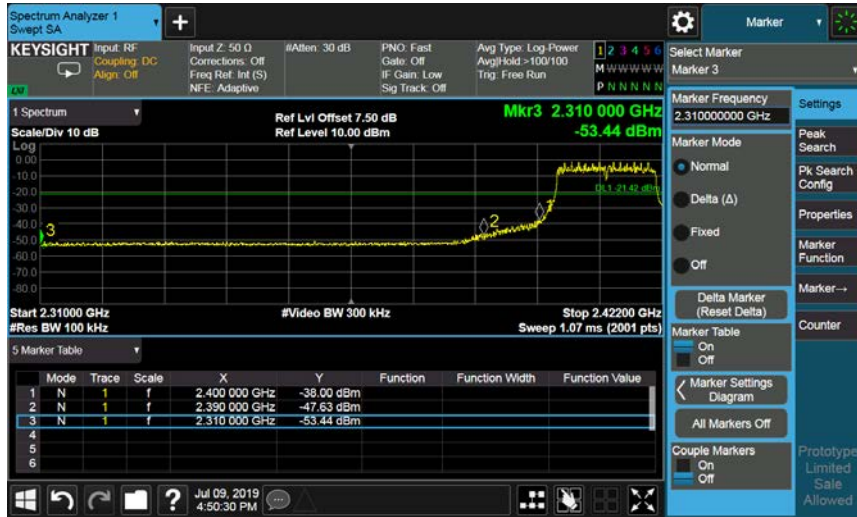 Spectrum Analyzer 1
Swept SA
+
Marker
KEYSIGHT
Input: RF
Coupling: DC
Align: Off
Input Z: 50 Ω
Corrections: Off
Freq Ref: Int (S)
NFE: Adaptive
#Atten: 30 dB
PNO: Fast
Gate: Off
IF Gain: Low
Sig Track: Off
Avg Type: Log-Power
Avg|Hold:>100/100
Trig: Free Run
1 2 3 4 5 6
M W W W W W
P N N N N N
LXI
1 Spectrum
Scale/Div 10 dB
Log
Ref Lvl Offset 7.50 dB
Ref Level 10.00 dBm
Mkr3 2.310 000 GHz
-53.44 dBm
0.00
-10.0
-20.0
-30.0
-40.0
-50.0
-60.0
-70.0
-80.0
DL1 -21.42 dBm
3
2
1
Start 2.31000 GHz
#Res BW 100 kHz
#Video BW 300 kHz
Stop 2.42200 GHz
Sweep 1.07 ms (2001 pts)
5 Marker Table
Mode Trace Scale X Y Function Function Width Function Value
1 N 1 f 2.400 000 GHz -38.00 dBm
2 N 1 f 2.390 000 GHz -47.63 dBm
3 N 1 f 2.310 000 GHz -53.44 dBm
4
5
6
Select Marker
Marker 3
Marker Frequency
2.310000000 GHz
Marker Mode
Normal
Delta (Δ)
Fixed
Off
Delta Marker
(Reset Delta)
Marker Table
On
Off
Marker Settings
Diagram
All Markers Off
Couple Markers
On
Off
Settings
Peak
Search
Pk Search
Config
Properties
Marker
Function
Marker→
Counter
Prototype
Limited
Sale
Allowed
?
Jul 09, 2019
4:50:30 PM